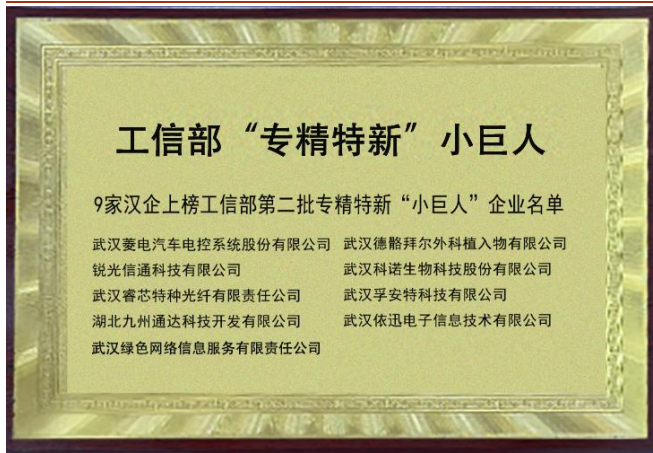 工信部“专精特新”小巨人
9家汉企上榜工信部第二批专精特新“小巨人”企业名单
武汉菱电汽车电控系统股份有限公司 武汉德骼拜尔外科植入物有限公司
锐光信通科技有限公司 武汉科诺生物科技股份有限公司
武汉睿芯特种光纤有限责任公司 武汉孚安特科技有限公司
湖北九州通达科技开发有限公司 武汉依迅电子信息技术有限公司
武汉绿色网络信息服务有限责任公司